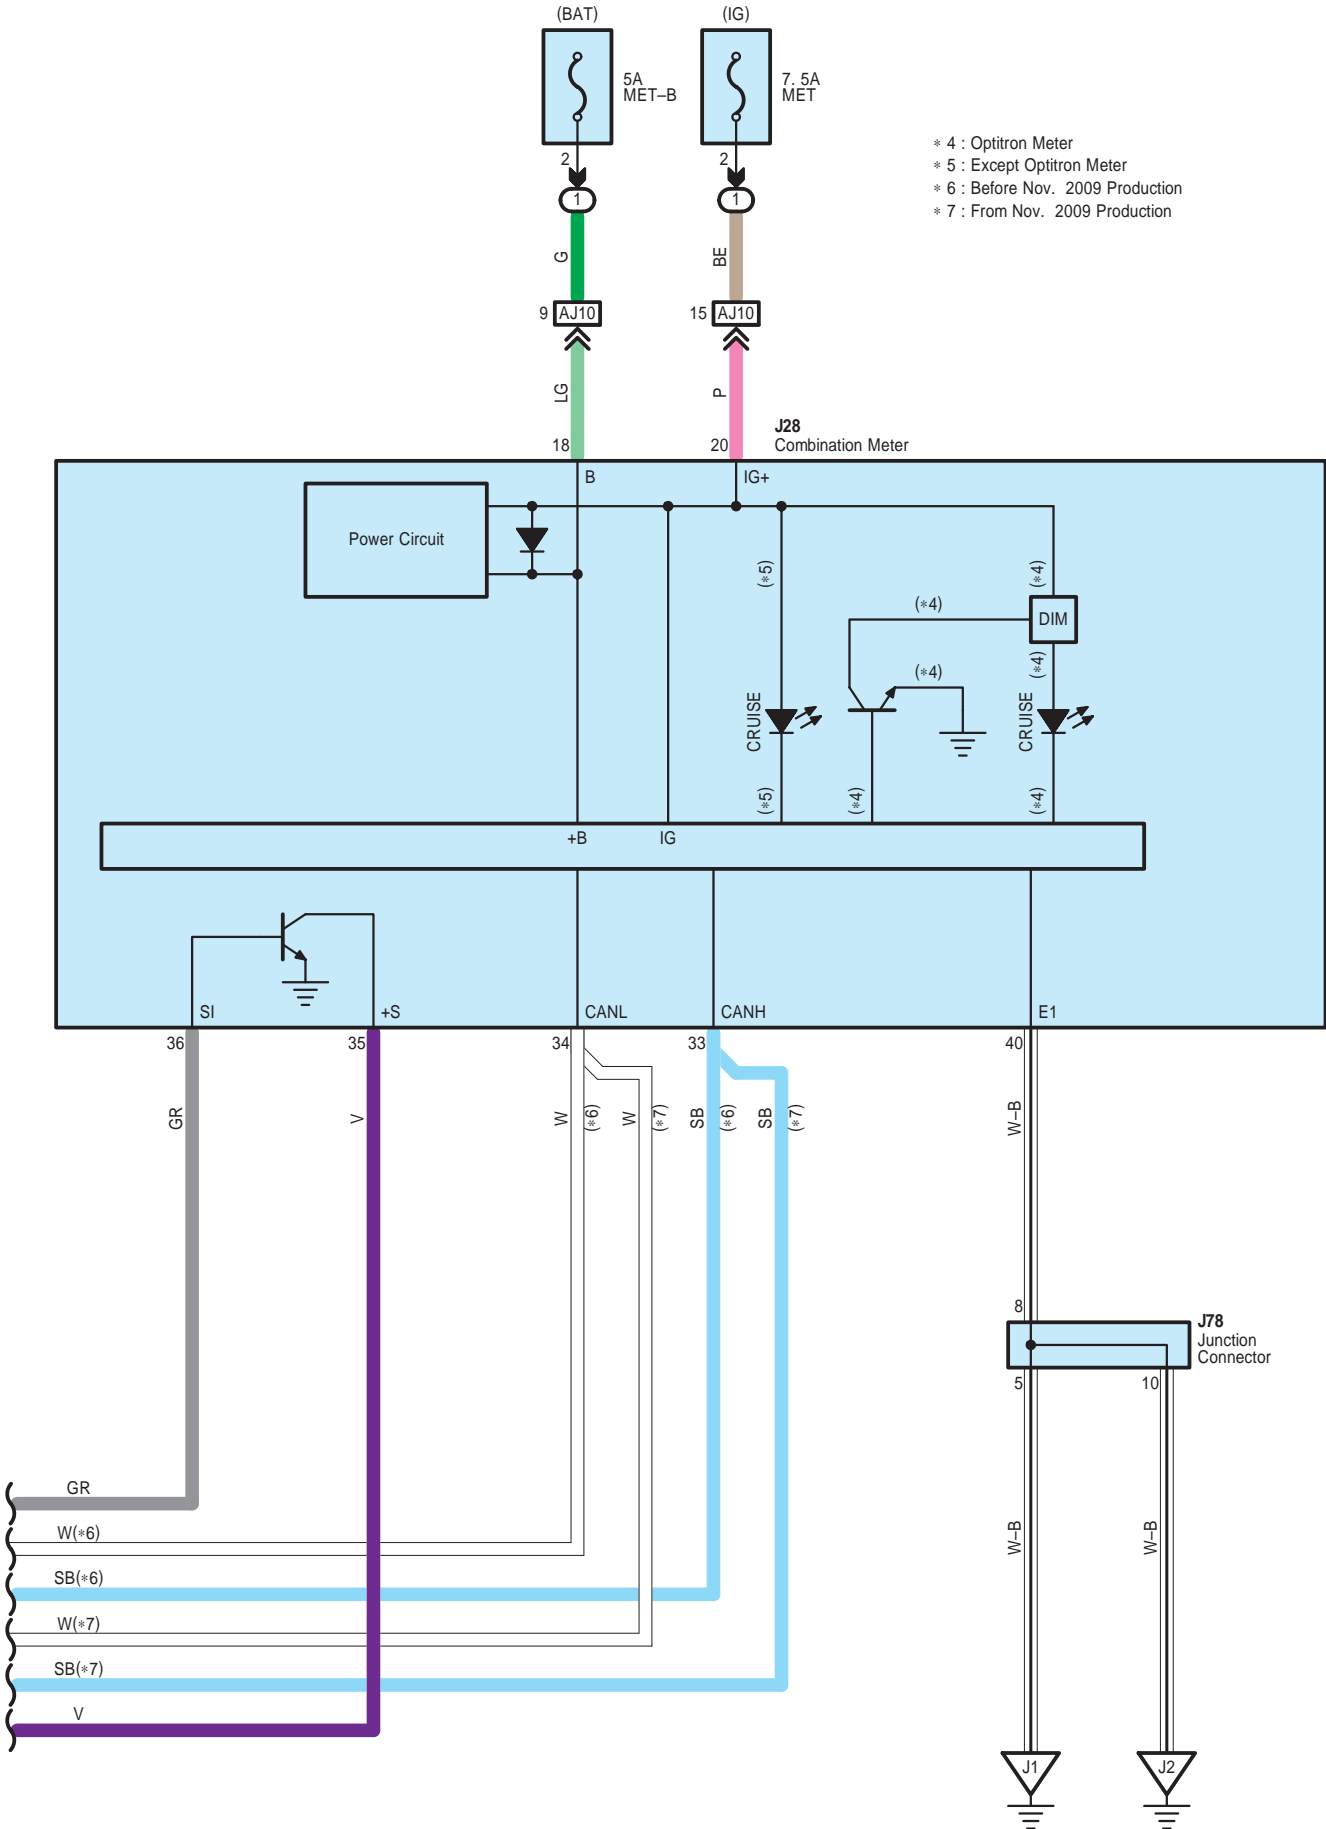 (BAT)
(IG)
5A
MET–B
7. 5A
MET
∗ 4 : Optitron Meter
∗ 5 : Except Optitron Meter
∗ 6 : Before Nov. 2009 Production
∗ 7 : From Nov. 2009 Production
2
2
1
1
G
BE
9
AJ10
15
AJ10
LG
P
J28
Combination Meter
18
20
B
IG+
Power Circuit
(∗5)
(∗4)
(∗4)
DIM
(∗4)
(∗4)
CRUISE
CRUISE
(∗5)
(∗4)
(∗4)
+B
IG
SI
+S
CANL
CANH
E1
36
35
34
33
40
GR
V
W
(∗6)
W
(∗7)
SB
(∗6)
SB
(∗7)
W–B
8
J78
Junction
Connector
5
10
GR
W(∗6)
SB(∗6)
W(∗7)
SB(∗7)
V
W–B
W–B
J1
J2